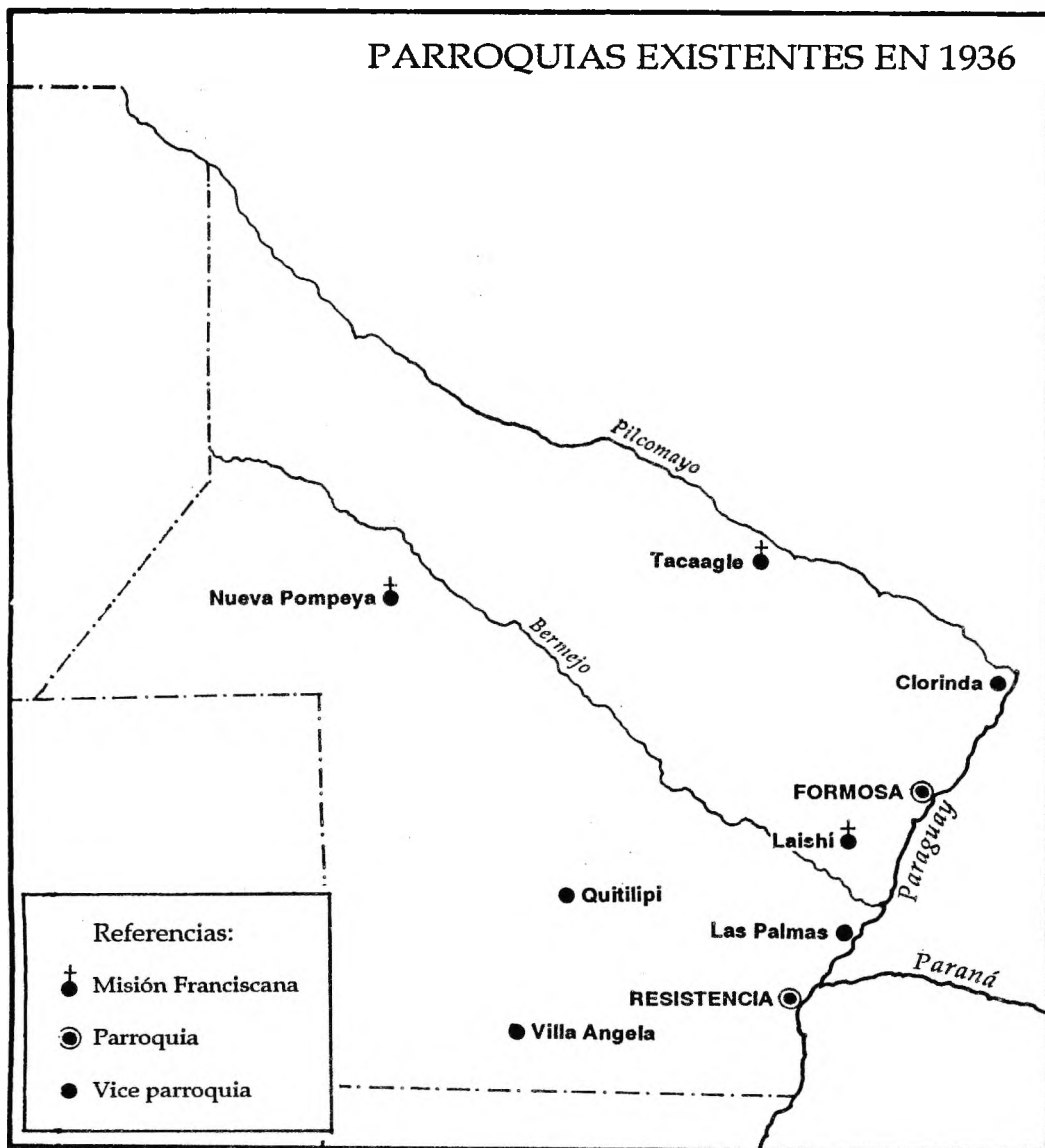 PARROQUIAS EXISTENTES EN 1936
Pilcomayo
Tacaagle
Nueva Pompeya
Bermejo
Clorinda
FORMOSA
Laishí
Paraguay
Quitilipi
Las Palmas
Paraná
RESISTENCIA
Villa Angela
Referencias:
Misión Franciscana
Parroquia
Vice parroquia